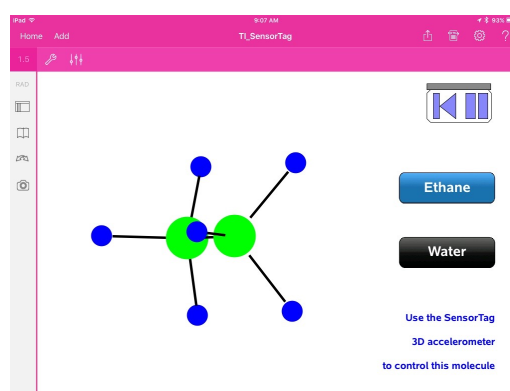 iPad 9:07 AM 93%
Home Add TI_SensorTag ?
1.5
RAD
Ethane
Water
Use the SensorTag
3D accelerometer
to control this molecule